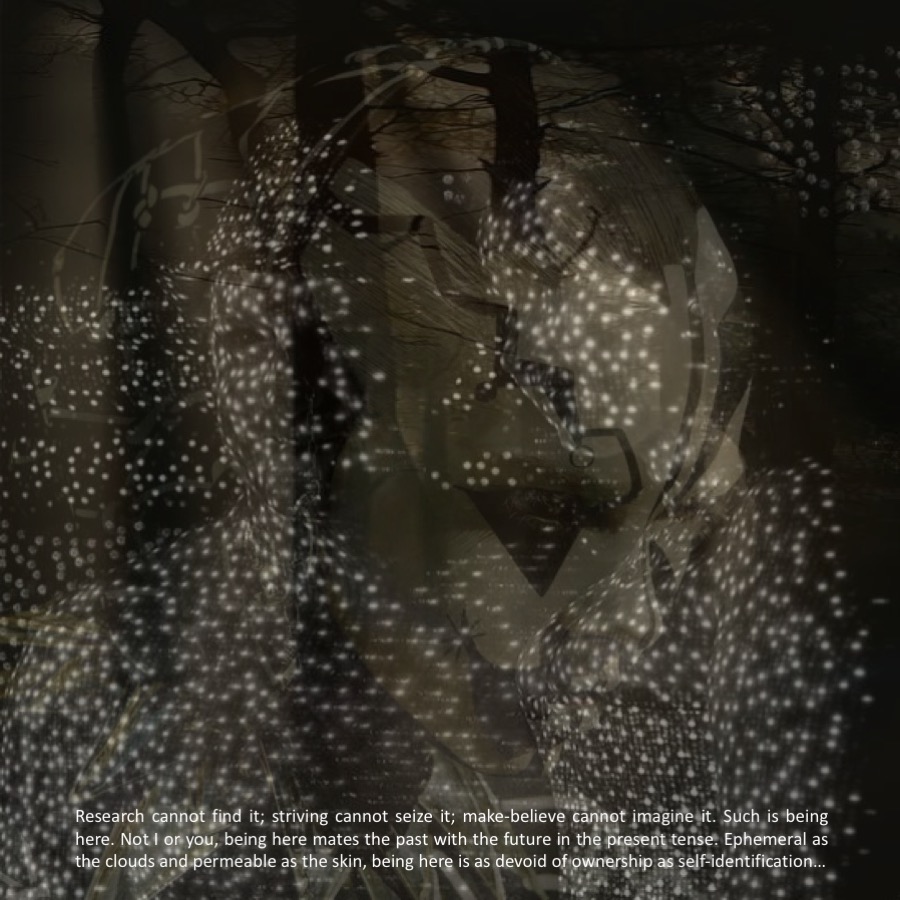 Research cannot find it; striving cannot seize it; make-believe cannot imagine it. Such is being
here. Not I or you, being here mates the past with the future in the present tense. Ephemeral as
the clouds and permeable as the skin, being here is as devoid of ownership as self-identification...